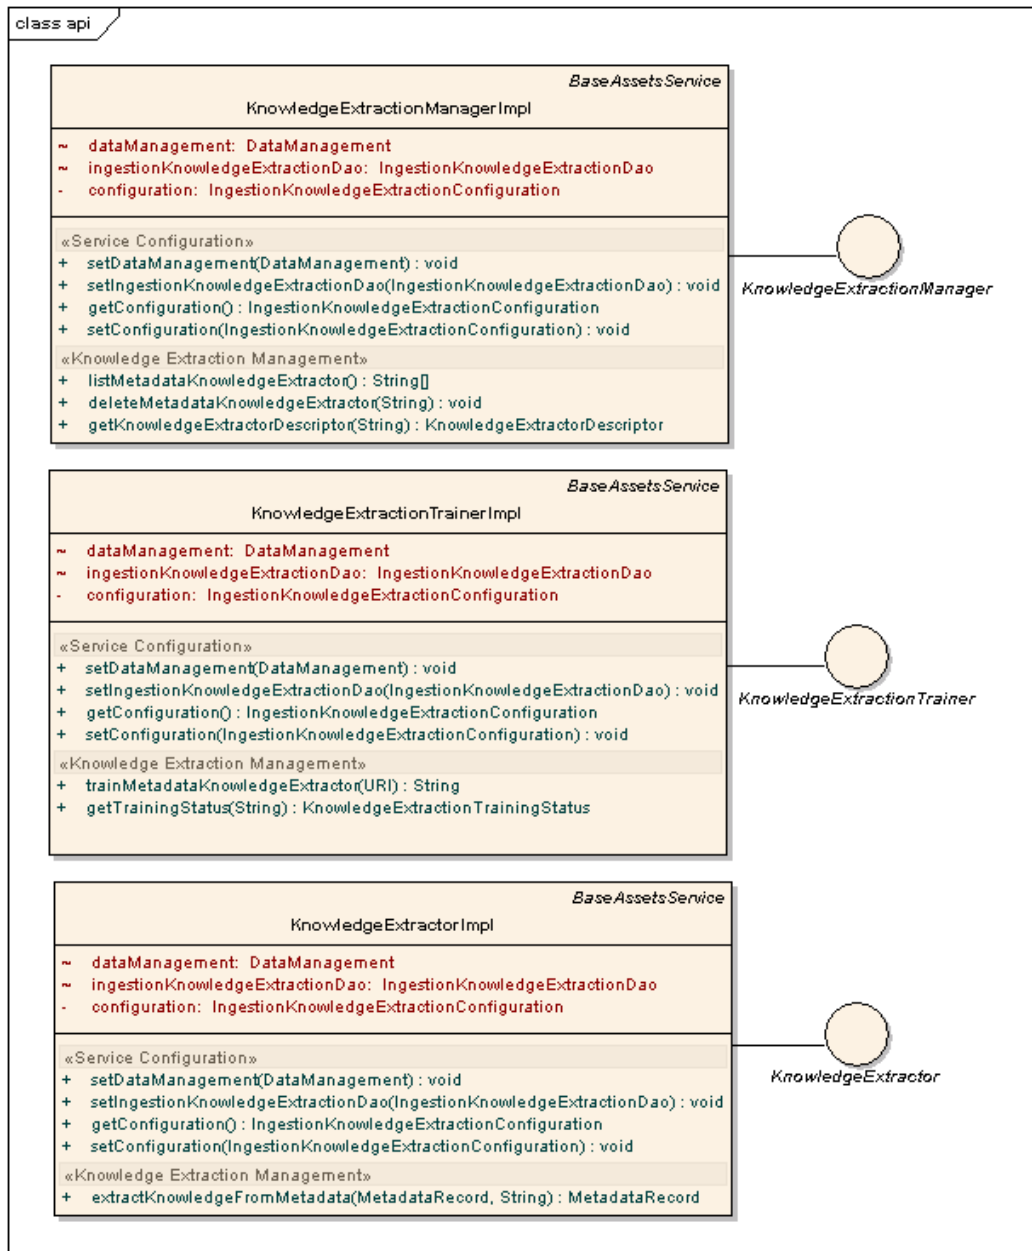 class api
BaseAssetsService
KnowledgeExtractionManagerImpl
~ dataManagement: DataManagement
~ ingestionKnowledgeExtractionDao: IngestionKnowledgeExtractionDao
- configuration: IngestionKnowledgeExtractionConfiguration
«Service Configuration»
+ setDataManagement(DataManagement) : void
+ setIngestionKnowledgeExtractionDao(IngestionKnowledgeExtractionDao) : void
+ getConfiguration() : IngestionKnowledgeExtractionConfiguration
+ setConfiguration(IngestionKnowledgeExtractionConfiguration) : void
«Knowledge Extraction Management»
+ listMetadataKnowledgeExtractor() : String[]
+ deleteMetadataKnowledgeExtractor(String) : void
+ getKnowledgeExtractorDescriptor(String) : KnowledgeExtractorDescriptor
KnowledgeExtractionManager
BaseAssetsService
KnowledgeExtractionTrainerImpl
~ dataManagement: DataManagement
~ ingestionKnowledgeExtractionDao: IngestionKnowledgeExtractionDao
- configuration: IngestionKnowledgeExtractionConfiguration
«Service Configuration»
+ setDataManagement(DataManagement) : void
+ setIngestionKnowledgeExtractionDao(IngestionKnowledgeExtractionDao) : void
+ getConfiguration() : IngestionKnowledgeExtractionConfiguration
+ setConfiguration(IngestionKnowledgeExtractionConfiguration) : void
«Knowledge Extraction Management»
+ trainMetadataKnowledgeExtractor(URI) : String
+ getTrainingStatus(String) : KnowledgeExtractionTrainingStatus
KnowledgeExtractionTrainer
BaseAssetsService
KnowledgeExtractorImpl
~ dataManagement: DataManagement
~ ingestionKnowledgeExtractionDao: IngestionKnowledgeExtractionDao
- configuration: IngestionKnowledgeExtractionConfiguration
«Service Configuration»
+ setDataManagement(DataManagement) : void
+ setIngestionKnowledgeExtractionDao(IngestionKnowledgeExtractionDao) : void
+ getConfiguration() : IngestionKnowledgeExtractionConfiguration
+ setConfiguration(IngestionKnowledgeExtractionConfiguration) : void
«Knowledge Extraction Management»
+ extractKnowledgeFromMetadata(MetadataRecord, String) : MetadataRecord
KnowledgeExtractor